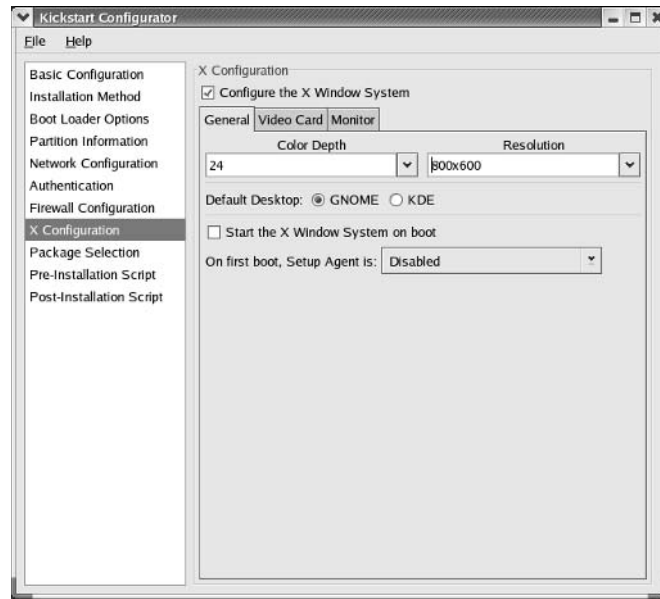 Kickstart Configurator
File Help
Basic Configuration
Installation Method
Boot Loader Options
Partition Information
Network Configuration
Authentication
Firewall Configuration
X Configuration
Package Selection
Pre-Installation Script
Post-Installation Script
X Configuration
Configure the X Window System
General Video Card Monitor
Color Depth Resolution
24 800x600
Default Desktop: GNOME KDE
Start the X Window System on boot
On first boot, Setup Agent is: Disabled